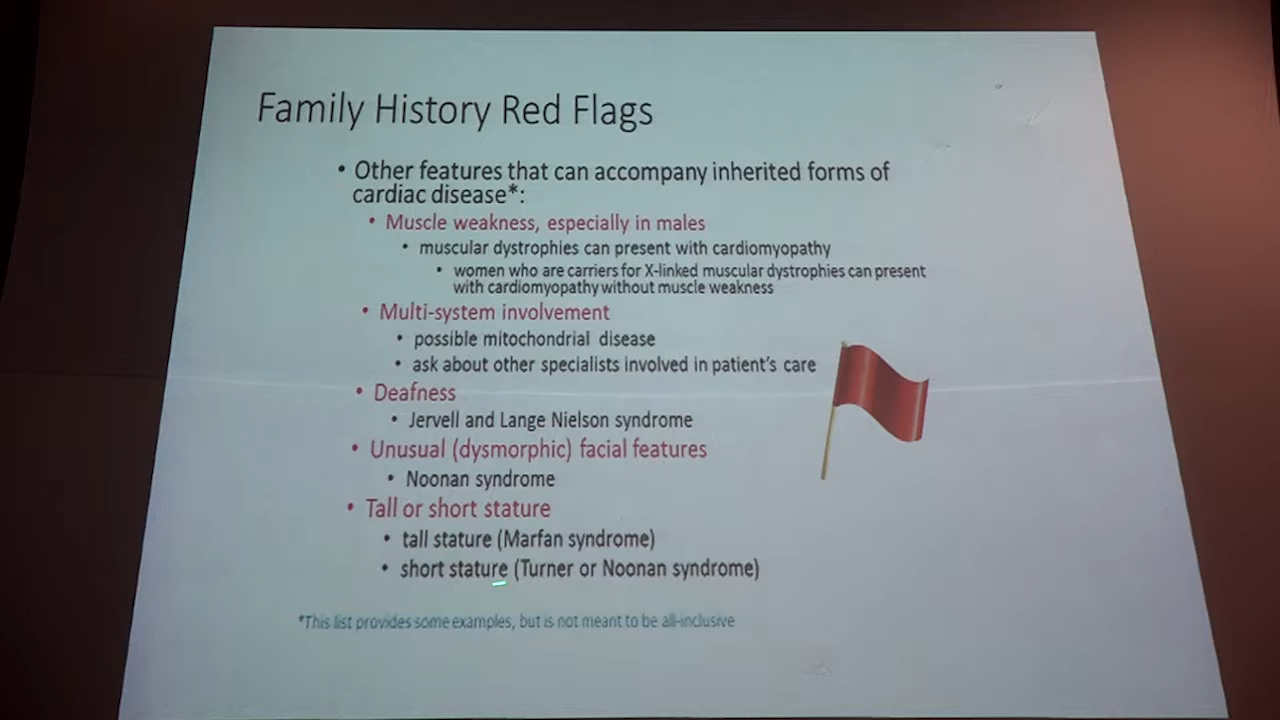 Family History Red Flags
• Other features that can accompany inherited forms of
cardiac disease*:
• Muscle weakness, especially in males
• muscular dystrophies can present with cardiomyopathy
• women who are carriers for X-linked muscular dystrophies can present
with cardiomyopathy without muscle weakness
• Multi-system involvement
• possible mitochondrial disease
• ask about other specialists involved in patient's care
• Deafness
• Jervell and Lange Nielson syndrome
• Unusual (dysmorphic) facial features
• Noonan syndrome
• Tall or short stature
• tall stature (Marfan syndrome)
• short stature (Turner or Noonan syndrome)
*This list provides some examples, but is not meant to be all-inclusive